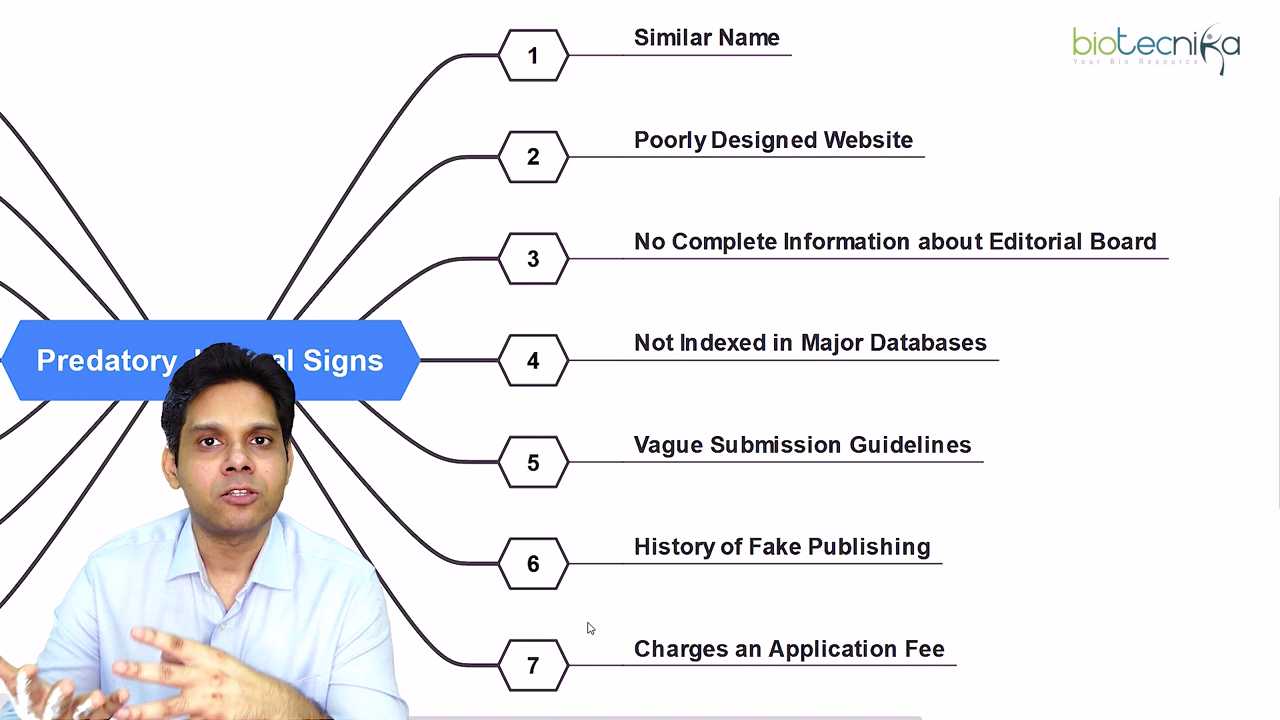 biotecnika
Your Bio Resource
1
Similar Name
2
Poorly Designed Website
3
No Complete Information about Editorial Board
Predatory
Signs
4
Not Indexed in Major Databases
5
Vague Submission Guidelines
6
History of Fake Publishing
7
Charges an Application Fee